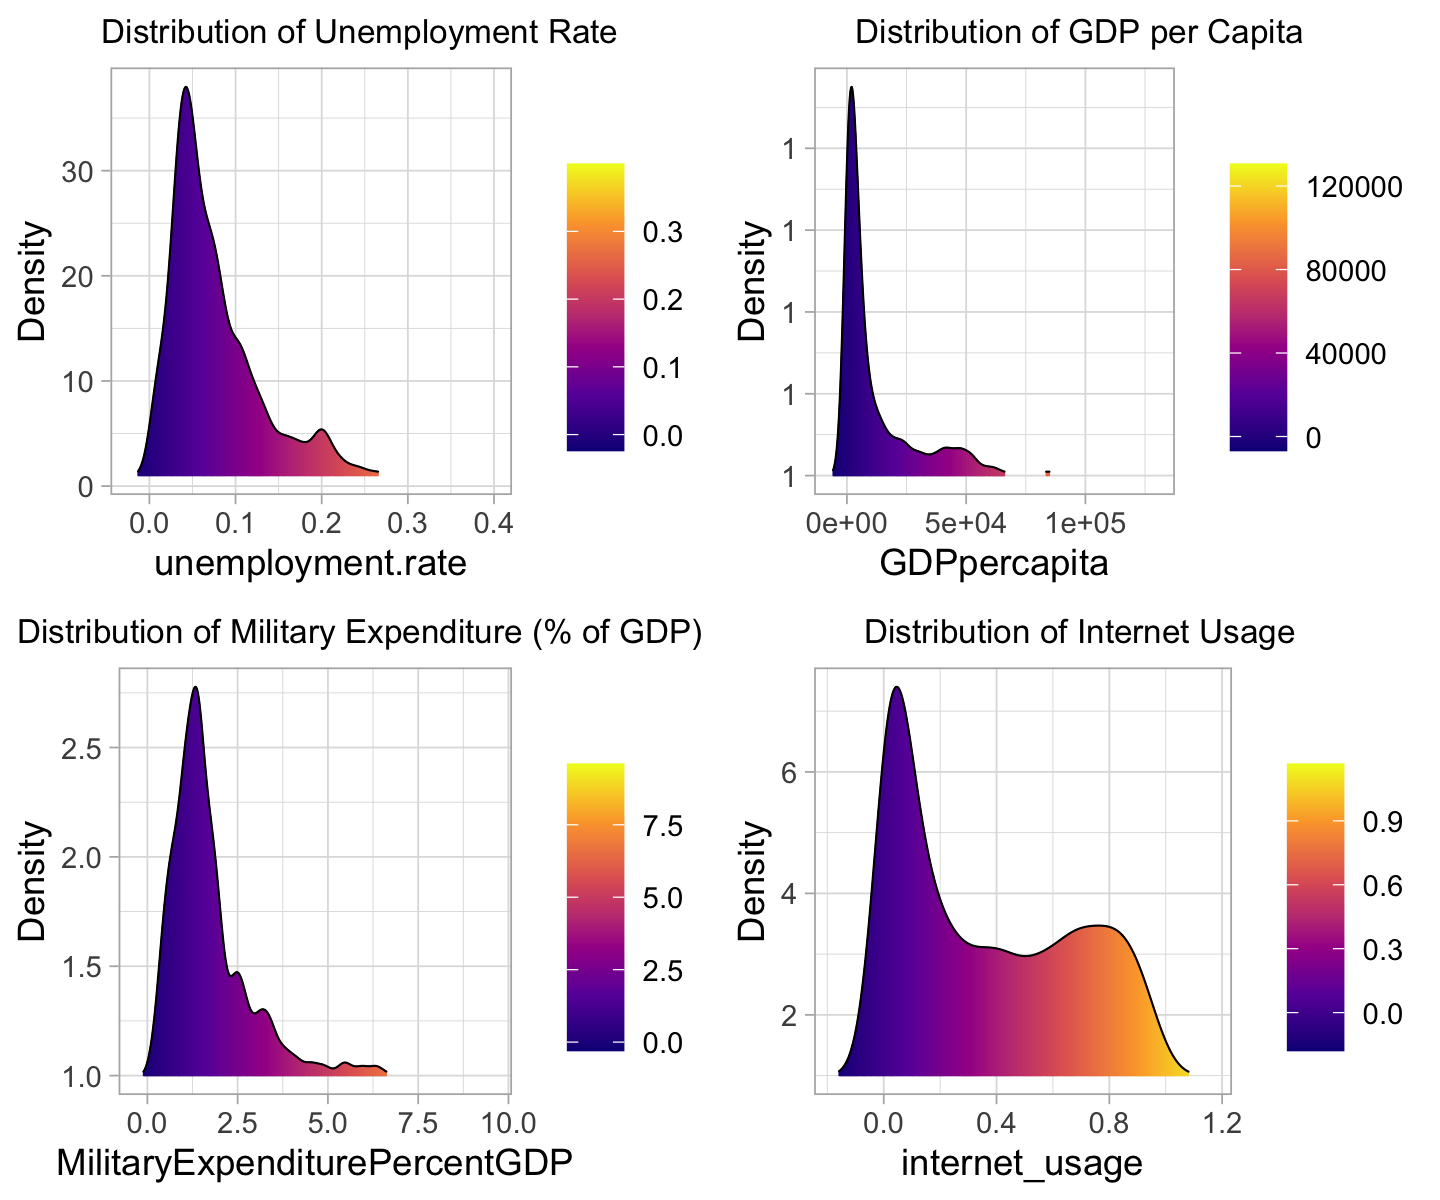 Distribution of Unemployment Rate
Density
30
20
10
0
0.0 0.1 0.2 0.3 0.4
unemployment.rate
0.3
0.2
0.1
0.0
Distribution of GDP per Capita
Density
1
1
1
1
1
0e+00 5e+04 1e+05
GDPpercapita
120000
80000
40000
0
Distribution of Military Expenditure (% of GDP)
Density
2.5
2.0
1.5
1.0
0.0 2.5 5.0 7.5 10.0
MilitaryExpenditurePercentGDP
7.5
5.0
2.5
0.0
Distribution of Internet Usage
Density
6
4
2
0.0 0.4 0.8 1.2
internet_usage
0.9
0.6
0.3
0.0